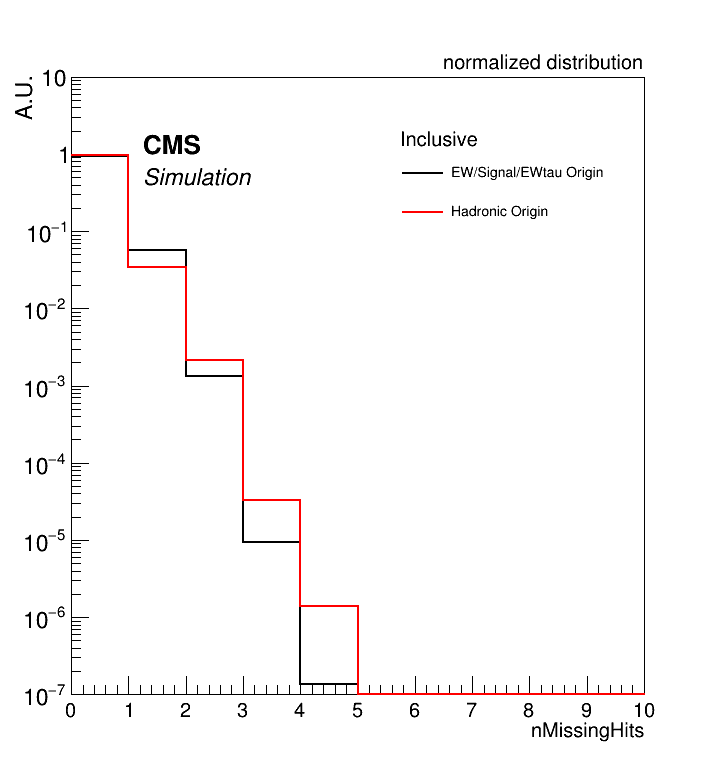 normalized distribution
A.U.
10
1
10−1
10−2
10−3
10−4
10−5
10−6
10−7
CMS
Simulation
Inclusive
EW/Signal/EWtau Origin
Hadronic Origin
0 1 2 3 4 5 6 7 8 9 10
nMissingHits